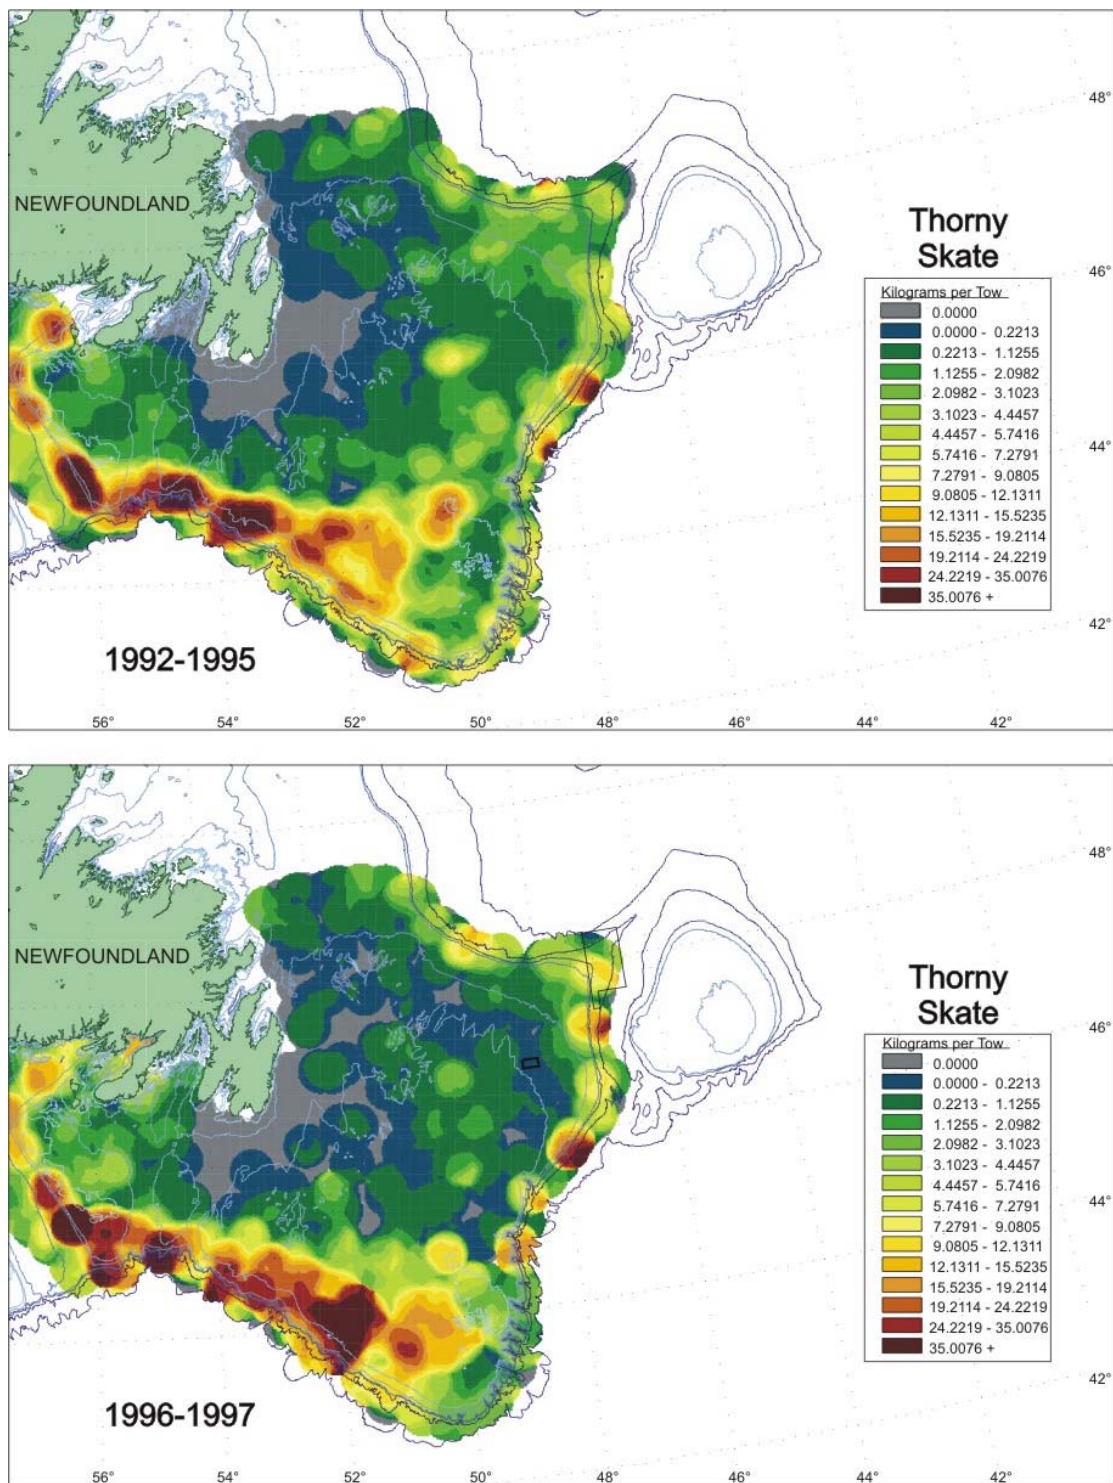 48°
NEWFOUNDLAND
Thorny
Skate
46°
Kilograms per Tow
0.0000
0.0000 - 0.2213
0.2213 - 1.1255
1.1255 - 2.0982
2.0982 - 3.1023
3.1023 - 4.4457
4.4457 - 5.7416
5.7416 - 7.2791
7.2791 - 9.0805
9.0805 - 12.1311
12.1311 - 15.5235
15.5235 - 19.2114
19.2114 - 24.2219
24.2219 - 35.0076
35.0076 +
44°
42°
1992-1995
56° 54° 52° 50° 48° 46° 44° 42°
48°
NEWFOUNDLAND
Thorny
Skate
46°
Kilograms per Tow
0.0000
0.0000 - 0.2213
0.2213 - 1.1255
1.1255 - 2.0982
2.0982 - 3.1023
3.1023 - 4.4457
4.4457 - 5.7416
5.7416 - 7.2791
7.2791 - 9.0805
9.0805 - 12.1311
12.1311 - 15.5235
15.5235 - 19.2114
19.2114 - 24.2219
24.2219 - 35.0076
35.0076 +
44°
42°
1996-1997
56° 54° 52° 50° 48° 46° 44° 42°